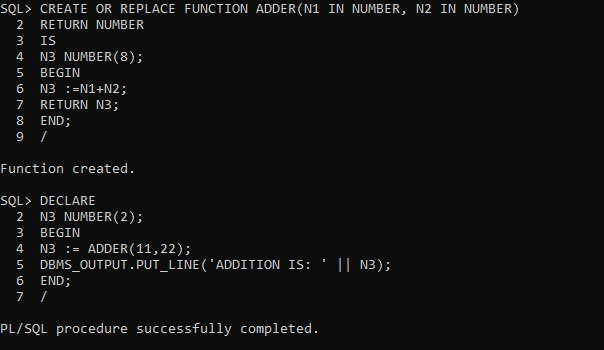 SQL> CREATE OR REPLACE FUNCTION ADDER(N1 IN NUMBER, N2 IN NUMBER)
  2  RETURN NUMBER
  3  IS
  4  N3 NUMBER(8);
  5  BEGIN
  6  N3 :=N1+N2;
  7  RETURN N3;
  8  END;
  9  /
Function created.
SQL> DECLARE
  2  N3 NUMBER(2);
  3  BEGIN
  4  N3 := ADDER(11,22);
  5  DBMS_OUTPUT.PUT_LINE('ADDITION IS: ' || N3);
  6  END;
  7  /
PL/SQL procedure successfully completed.